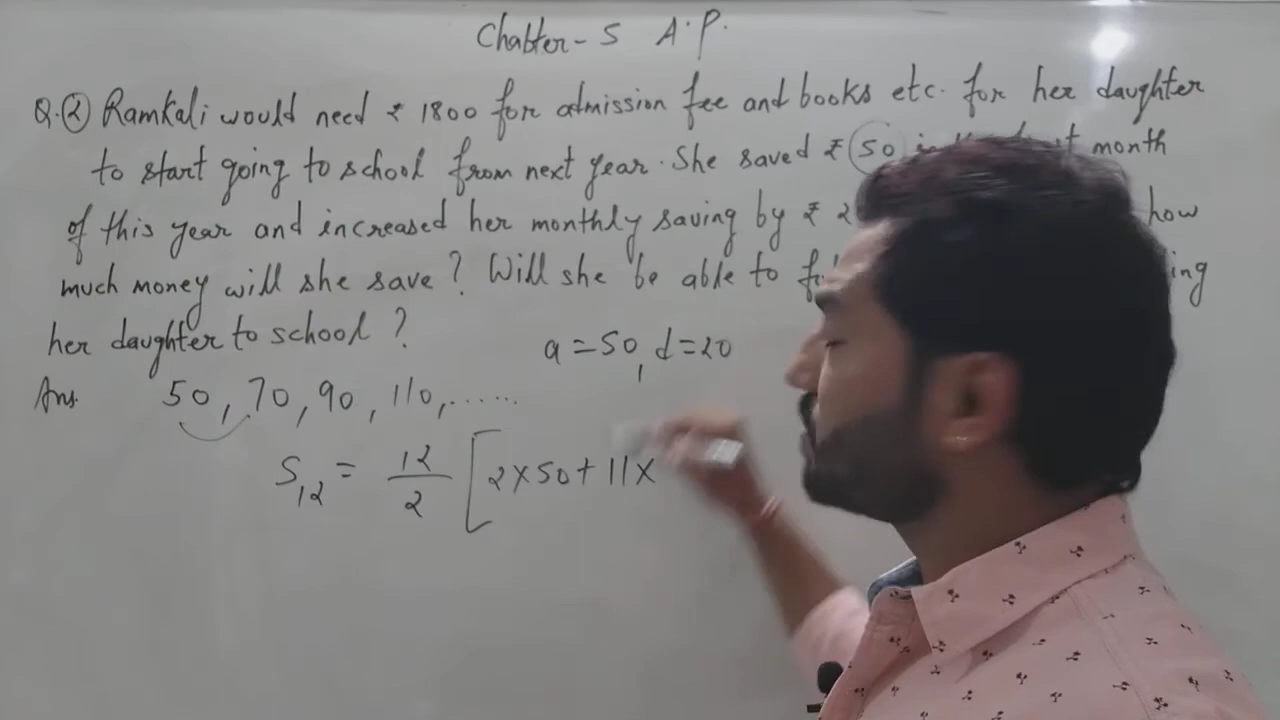 Chabter-5 A.P.
Q.② Ramkali would need ₹ 1800 for admission fee and books etc. for her daughter
to start going to school from next year. She saved ₹ 50 month
of this year and increased her monthly saving by ₹ 2 how
much money will she save? Will she be able to ing
her daughter to school?
a=50, d=20
Ans. 50, 70, 90, 110, ......
S₁₂ = 12/2 [2×50+11×